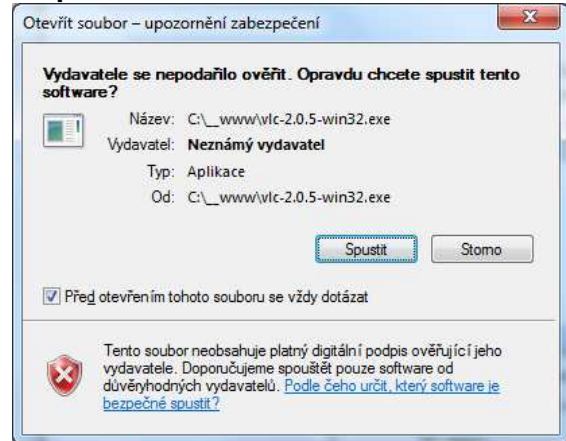 Otevřít soubor – upozornění zabezpečení
Vydavatele se nepodařilo ověřit. Opravdu chcete spustit tento
software?
Název: C:\__www\vlc-2.0.5-win32.exe
Vydavatel: Neznámý vydavatel
Typ: Aplikace
Od: C:\__www\vlc-2.0.5-win32.exe
Spustit Storno
Před otevřením tohoto souboru se vždy dotázat
Tento soubor neobsahuje platný digitální podpis ověřující jeho
vydavatele. Doporučujeme spouštět pouze software od
důvěryhodných vydavatelů. Podle čeho určit, který software je
bezpečné spustit?